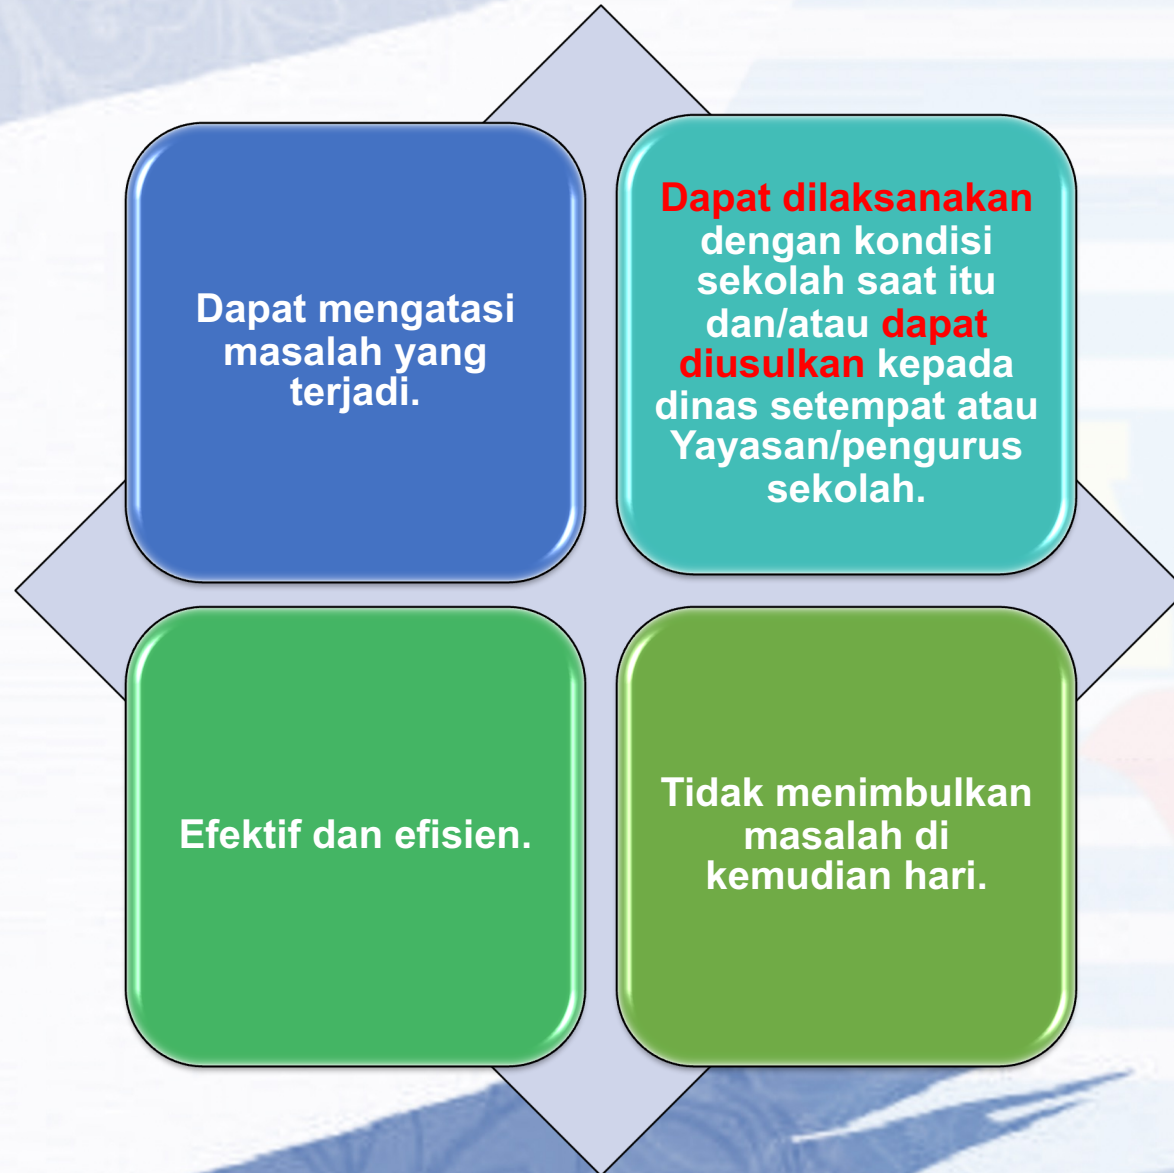 Dapat mengatasi
masalah yang
terjadi.
Dapat dilaksanakan
dengan kondisi
sekolah saat itu
dan/atau dapat
diusulkan kepada
dinas setempat atau
Yayasan/pengurus
sekolah.
Efektif dan efisien.
Tidak menimbulkan
masalah di
kemudian hari.